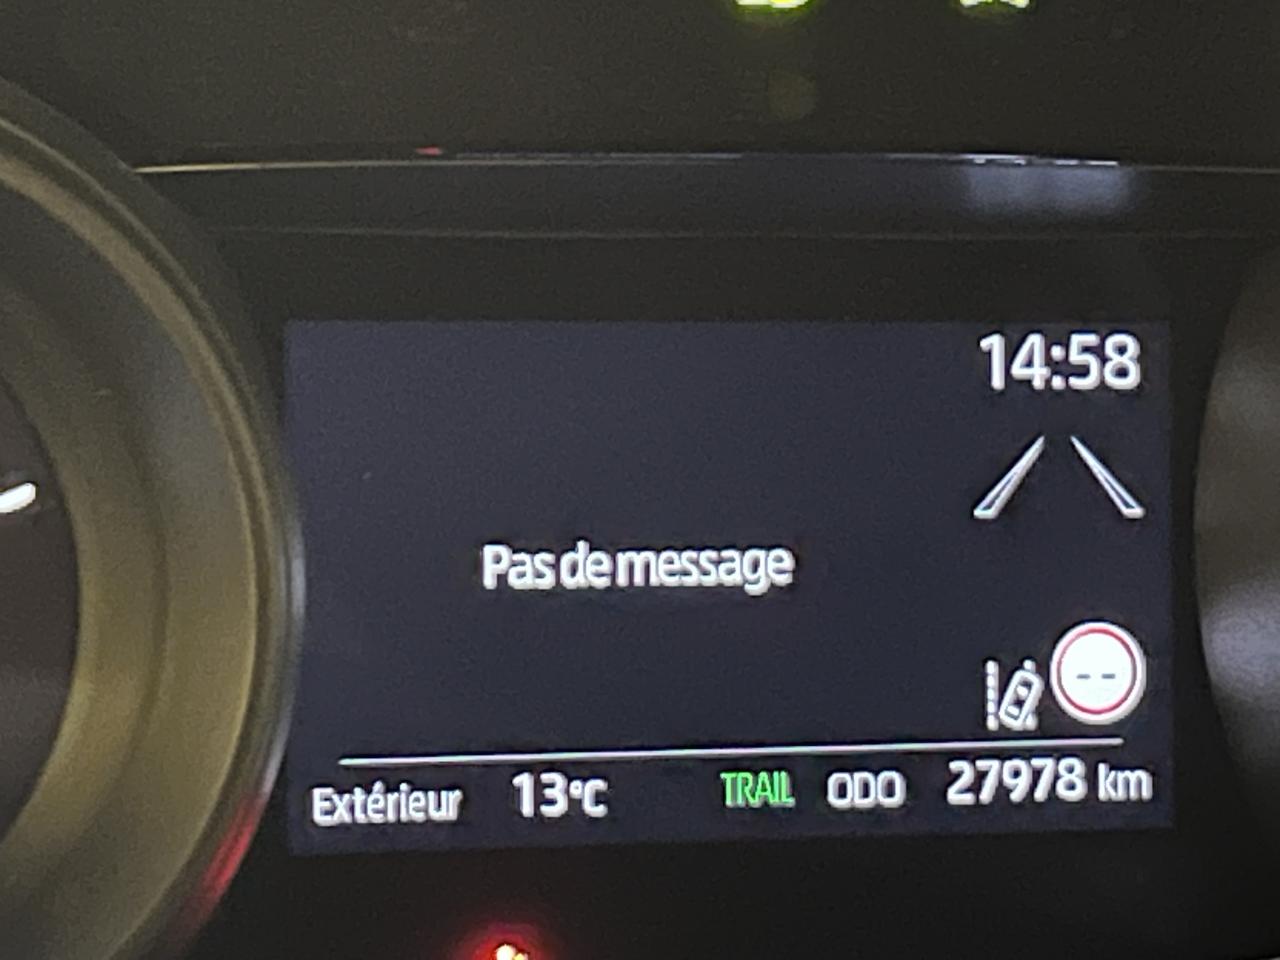 14:58
Pas de message
--
Extérieur 13°C TRAIL ODO 27978 km